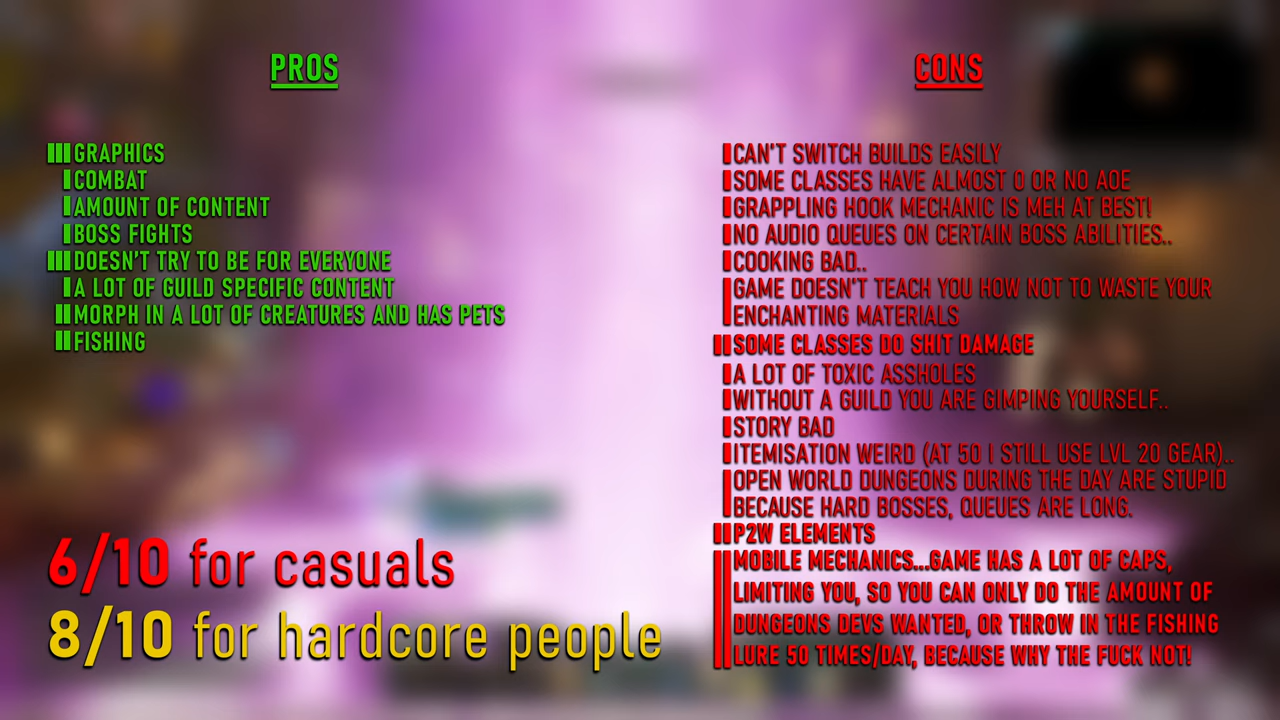 PROS
GRAPHICS
COMBAT
AMOUNT OF CONTENT
BOSS FIGHTS
DOESN'T TRY TO BE FOR EVERYONE
A LOT OF GUILD SPECIFIC CONTENT
MORPH IN A LOT OF CREATURES AND HAS PETS
FISHING
6/10 for casuals
8/10 for hardcore people
CONS
CAN'T SWITCH BUILDS EASILY
SOME CLASSES HAVE ALMOST 0 OR NO AOE
GRAPPLING HOOK MECHANIC IS MEH AT BEST!
NO AUDIO QUEUES ON CERTAIN BOSS ABILITIES..
COOKING BAD..
GAME DOESN'T TEACH YOU HOW NOT TO WASTE YOUR
ENCHANTING MATERIALS
SOME CLASSES DO SHIT DAMAGE
A LOT OF TOXIC ASSHOLES
WITHOUT A GUILD YOU ARE GIMPING YOURSELF..
STORY BAD
ITEMISATION WEIRD (AT 50 I STILL USE LVL 20 GEAR)..
OPEN WORLD DUNGEONS DURING THE DAY ARE STUPID
BECAUSE HARD BOSSES, QUEUES ARE LONG.
P2W ELEMENTS
MOBILE MECHANICS...GAME HAS A LOT OF CAPS,
LIMITING YOU, SO YOU CAN ONLY DO THE AMOUNT OF
DUNGEONS DEVS WANTED, OR THROW IN THE FISHING
LURE 50 TIMES/DAY, BECAUSE WHY THE FUCK NOT!